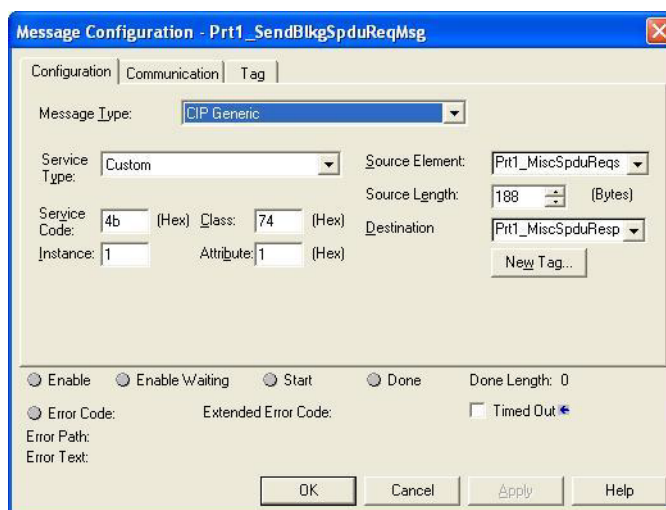 Message Configuration - Prt1_SendBlkgSpduReqMsg
Configuration Communication Tag
Message Type: CIP Generic
Service Type: Custom
Source Element: Prt1_MiscSpduReqs
Source Length: 188 (Bytes)
Service Code: 4b (Hex) Class: 74 (Hex)
Destination Prt1_MiscSpduResp
Instance: 1 Attribute: 1 (Hex)
New Tag...
Enable Enable Waiting Start Done Done Length: 0
Error Code: Extended Error Code: Timed Out
Error Path:
Error Text:
OK Cancel Apply Help